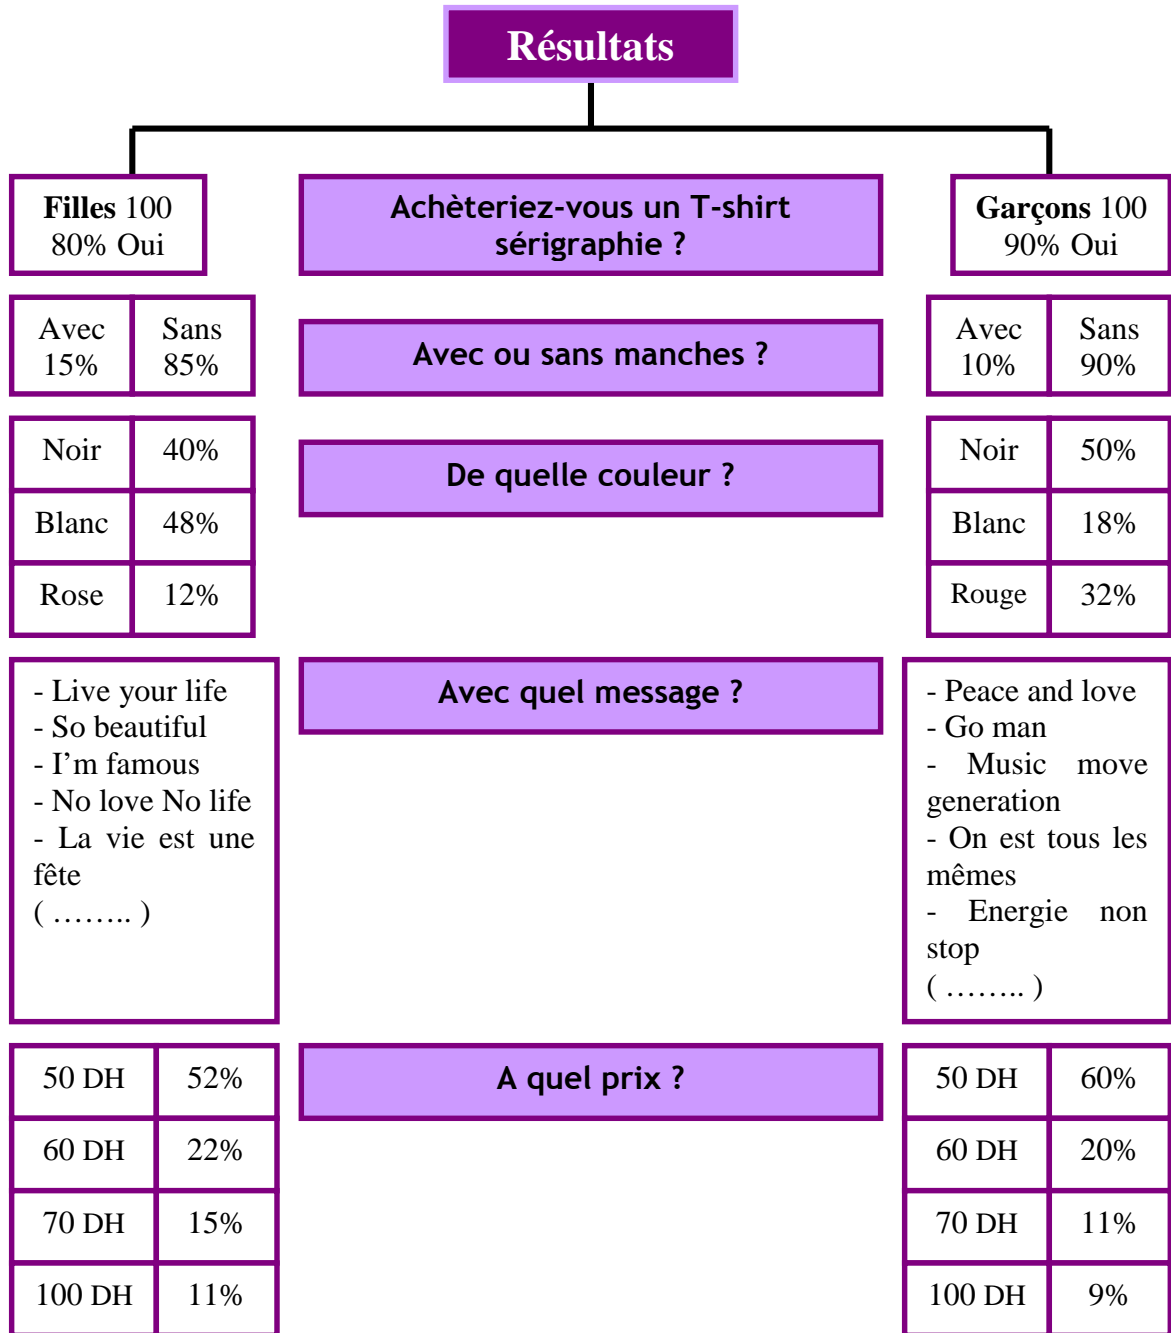 Résultats
Filles 100
80% Oui
Achèteriez-vous un T-shirt
sérigraphie ?
Garçons 100
90% Oui
Avec
15%
Sans
85%
Avec ou sans manches ?
Avec
10%
Sans
90%
Noir
40%
Blanc
48%
Rose
12%
De quelle couleur ?
Noir
50%
Blanc
18%
Rouge
32%
- Live your life
- So beautiful
- I'm famous
- No love No life
- La vie est une
fête
( …….. )
Avec quel message ?
- Peace and love
- Go man
- Music move
generation
- On est tous les
mêmes
- Energie non
stop
( …….. )
50 DH
52%
60 DH
22%
70 DH
15%
100 DH
11%
A quel prix ?
50 DH
60%
60 DH
20%
70 DH
11%
100 DH
9%